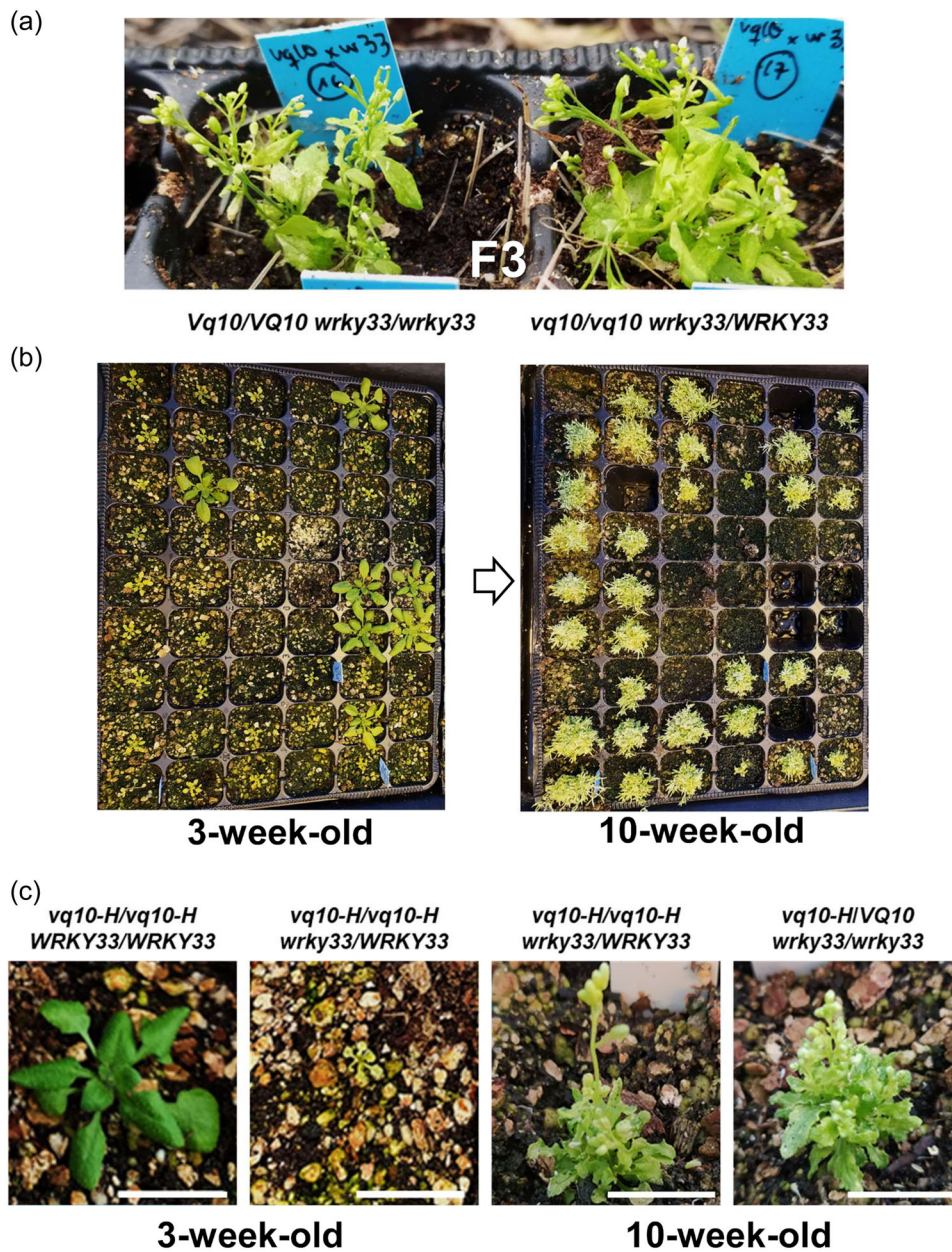 (a)
vq10 x wr33
16
vq10 x wr3
17
F3
Vq10/VQ10 wrky33/wrky33
vq10/vq10 wrky33/WRKY33
(b)
3-week-old
10-week-old
(c)
vq10-H/vq10-H
WRKY33/WRKY33
vq10-H/vq10-H
wrky33/WRKY33
vq10-H/vq10-H
wrky33/WRKY33
vq10-H/VQ10
wrky33/wrky33
3-week-old
10-week-old